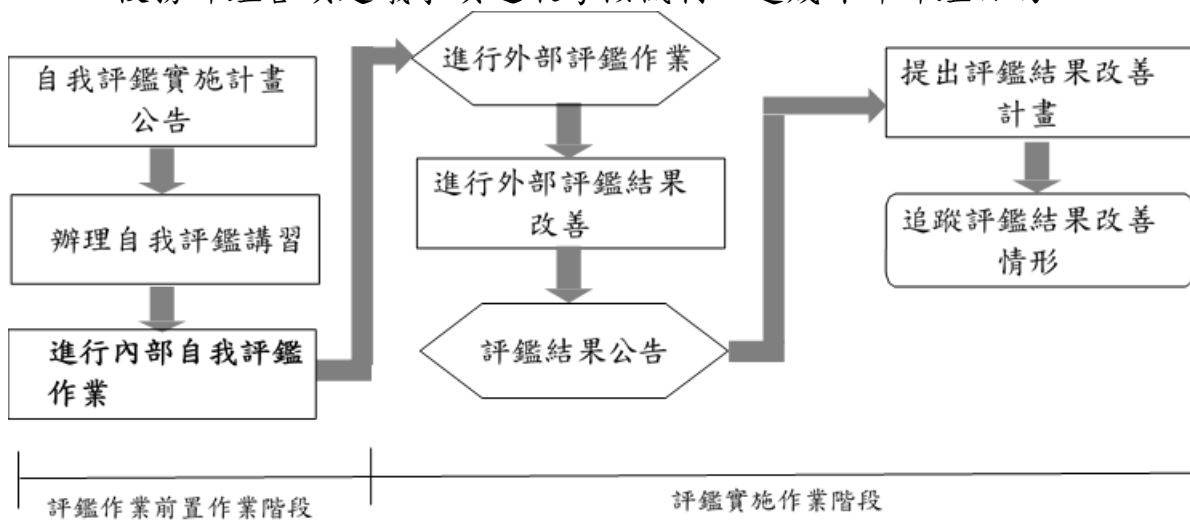 自我評鑑實施計畫
公告
辦理自我評鑑講習
進行內部自我評鑑
作業
進行外部評鑑作業
進行外部評鑑結果
改善
評鑑結果公告
提出評鑑結果改善
計畫
追蹤評鑑結果改善
情形
評鑑作業前置作業階段
評鑑實施作業階段